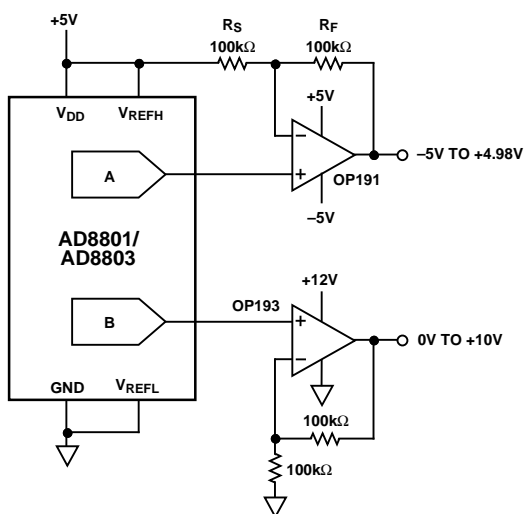 +5V
RS
100kΩ
RF
100kΩ
VDD
VREFH
+5V
−
+
–5V TO +4.98V
OP191
–5V
A
AD8801/
AD8803
+12V
OP193
B
+
−
0V TO +10V
GND
VREFL
100kΩ
100kΩ